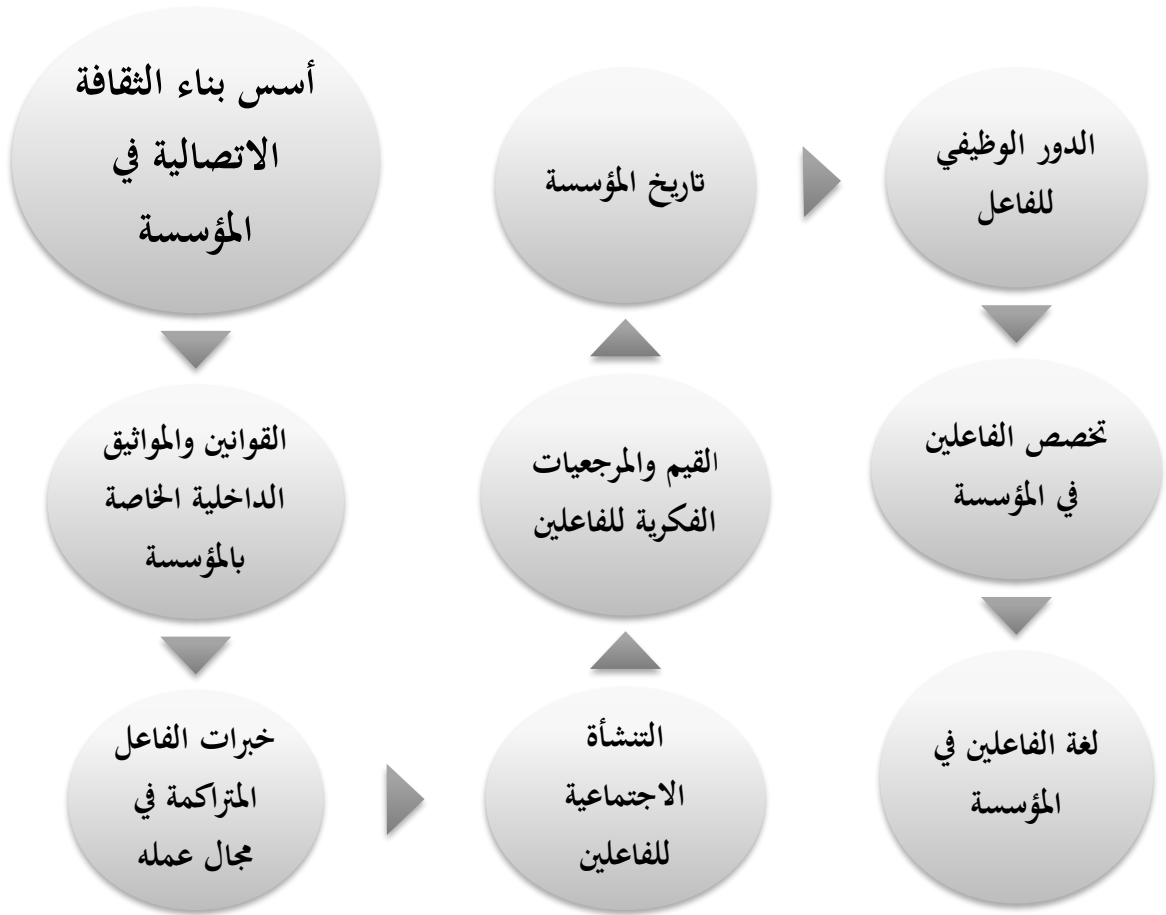 أسس بناء الثقافة
الاتصالية في
المؤسسة
القوانين والمواثيق
الداخلية الخاصة
بالمؤسسة
خبرات الفاعل
المتراكمة في
مجال عمله
التنشأة
الاجتماعية
للفاعلين
القيم والمرجعيات
الفكرية للفاعلين
تاريخ المؤسسة
الدور الوظيفي
للفاعل
تخصص الفاعلين
في المؤسسة
لغة الفاعلين في
المؤسسة